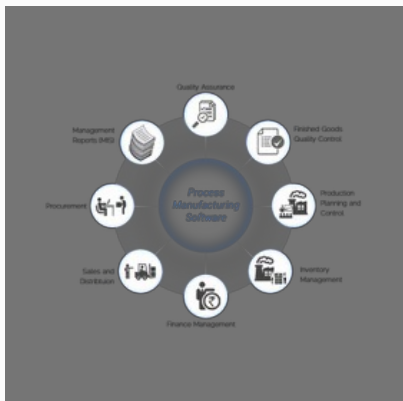 Quality Assurance
Finished Goods
Quality Control
Production
Planning and
Control
Inventory
Management
Finance Management
Sales and
Distribtuion
Procurement
Management
Reports (MIS)
Process
Manufacturing
Software